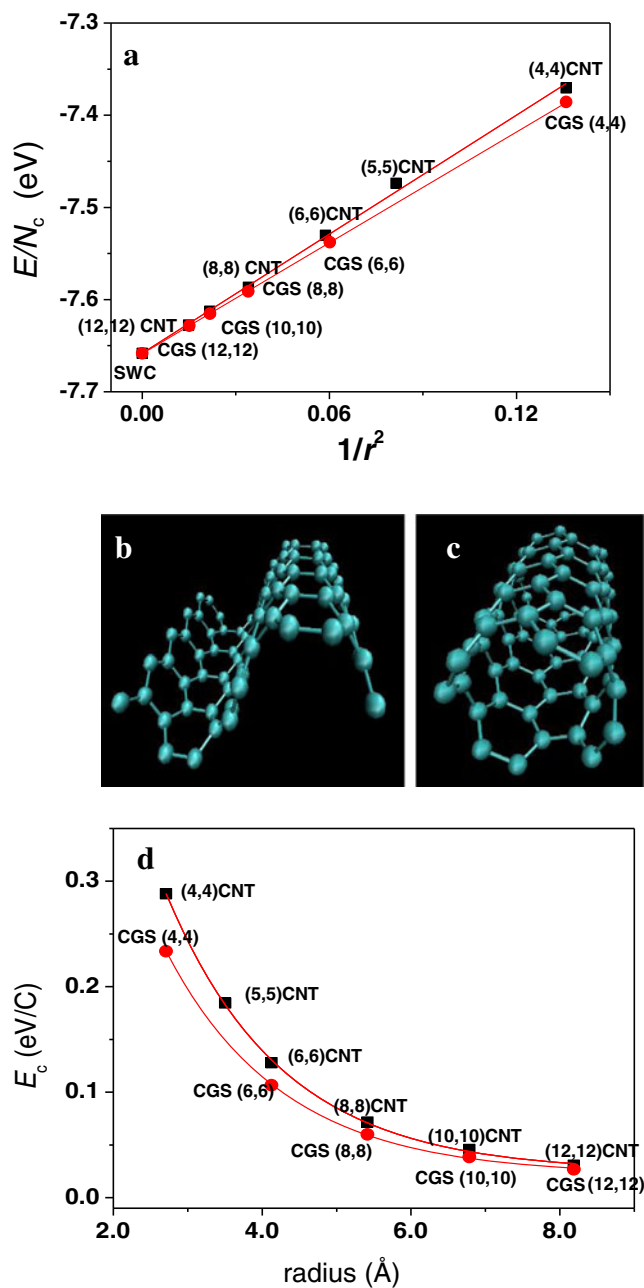 a
-7.3
-7.4
-7.5
-7.6
-7.7
E/Nc (eV)
(4,4)CNT
CGS (4,4)
(5,5)CNT
(6,6)CNT
CGS (6,6)
(8,8) CNT
CGS (8,8)
(12,12) CNT
CGS (10,10)
CGS (12,12)
SWC
0.00 0.06 0.12
1/r²
b c
d
0.3
0.2
0.1
0.0
Ec (eV/C)
(4,4)CNT
CGS (4,4)
(5,5)CNT
(6,6)CNT
CGS (6,6)
(8,8)CNT
CGS (8,8)
(10,10)CNT
(12,12)CNT
CGS (10,10)
CGS (12,12)
2.0 4.0 6.0 8.0
radius (Å)